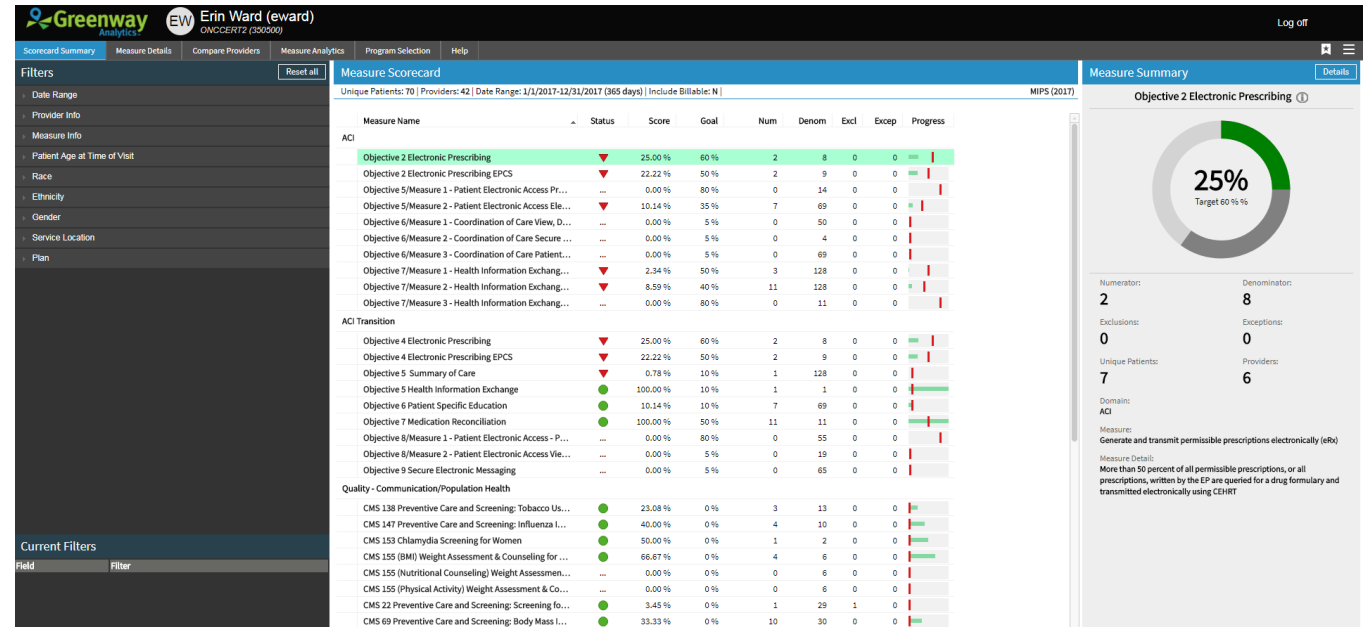 Greenway
Analytics
EW
Erin Ward (eward)
ONCCERT2 (350500)
Log off
Scorecard Summary Measure Details Compare Providers Measure Analytics Program Selection Help
Filters Reset all
Date Range
Provider Info
Measure Info
Patient Age at Time of Visit
Race
Ethnicity
Gender
Service Location
Plan
Current Filters
Field Filter
Measure Scorecard
Unique Patients: 70 | Providers: 42 | Date Range: 1/1/2017-12/31/2017 (365 days) | Include Billable: N | MIPS (2017)
Measure Name Status Score Goal Num Denom Excl Excep Progress
ACI
Objective 2 Electronic Prescribing 25.00 % 60 % 2 8 0 0
Objective 2 Electronic Prescribing EPCS 22.22 % 50 % 2 9 0 0
Objective 5/Measure 1 - Patient Electronic Access Pr... ... 0.00 % 80 % 0 14 0 0
Objective 5/Measure 2 - Patient Electronic Access Ele... 10.14 % 35 % 7 69 0 0
Objective 6/Measure 1 - Coordination of Care View, D... ... 0.00 % 5 % 0 50 0 0
Objective 6/Measure 2 - Coordination of Care Secure ... ... 0.00 % 5 % 0 4 0 0
Objective 6/Measure 3 - Coordination of Care Patient... ... 0.00 % 5 % 0 69 0 0
Objective 7/Measure 1 - Health Information Exchang... 2.34 % 50 % 3 128 0 0
Objective 7/Measure 2 - Health Information Exchang... 8.59 % 40 % 11 128 0 0
Objective 7/Measure 3 - Health Information Exchang... ... 0.00 % 80 % 0 11 0 0
ACI Transition
Objective 4 Electronic Prescribing 25.00 % 60 % 2 8 0 0
Objective 4 Electronic Prescribing EPCS 22.22 % 50 % 2 9 0 0
Objective 5 Summary of Care 0.78 % 10 % 1 128 0 0
Objective 5 Health Information Exchange 100.00 % 10 % 1 1 0 0
Objective 6 Patient Specific Education 10.14 % 10 % 7 69 0 0
Objective 7 Medication Reconciliation 100.00 % 50 % 11 11 0 0
Objective 8/Measure 1 - Patient Electronic Access - P... ... 0.00 % 80 % 0 55 0 0
Objective 8/Measure 2 - Patient Electronic Access Vie... ... 0.00 % 5 % 0 19 0 0
Objective 9 Secure Electronic Messaging ... 0.00 % 5 % 0 65 0 0
Quality - Communication/Population Health
CMS 138 Preventive Care and Screening: Tobacco Us... 23.08 % 0 % 3 13 0 0
CMS 147 Preventive Care and Screening: Influenza I... 40.00 % 0 % 4 10 0 0
CMS 153 Chlamydia Screening for Women 50.00 % 0 % 1 2 0 0
CMS 155 (BMI) Weight Assessment & Counseling for ... 66.67 % 0 % 4 6 0 0
CMS 155 (Nutritional Counseling) Weight Assessmen... ... 0.00 % 0 % 0 6 0 0
CMS 155 (Physical Activity) Weight Assessment & Co... ... 0.00 % 0 % 0 6 0 0
CMS 22 Preventive Care and Screening: Screening fo... 3.45 % 0 % 1 29 1 0
CMS 69 Preventive Care and Screening: Body Mass I... 33.33 % 0 % 10 30 0 0
Measure Summary Details
Objective 2 Electronic Prescribing
25%
Target 60 % %
Numerator: Denominator:
2 8
Exclusions: Exceptions:
0 0
Unique Patients: Providers:
7 6
Domain:
ACI
Measure:
Generate and transmit permissible prescriptions electronically (eRx)
Measure Detail:
More than 50 percent of all permissible prescriptions, or all
prescriptions, written by the EP are queried for a drug formulary and
transmitted electronically using CEHRT